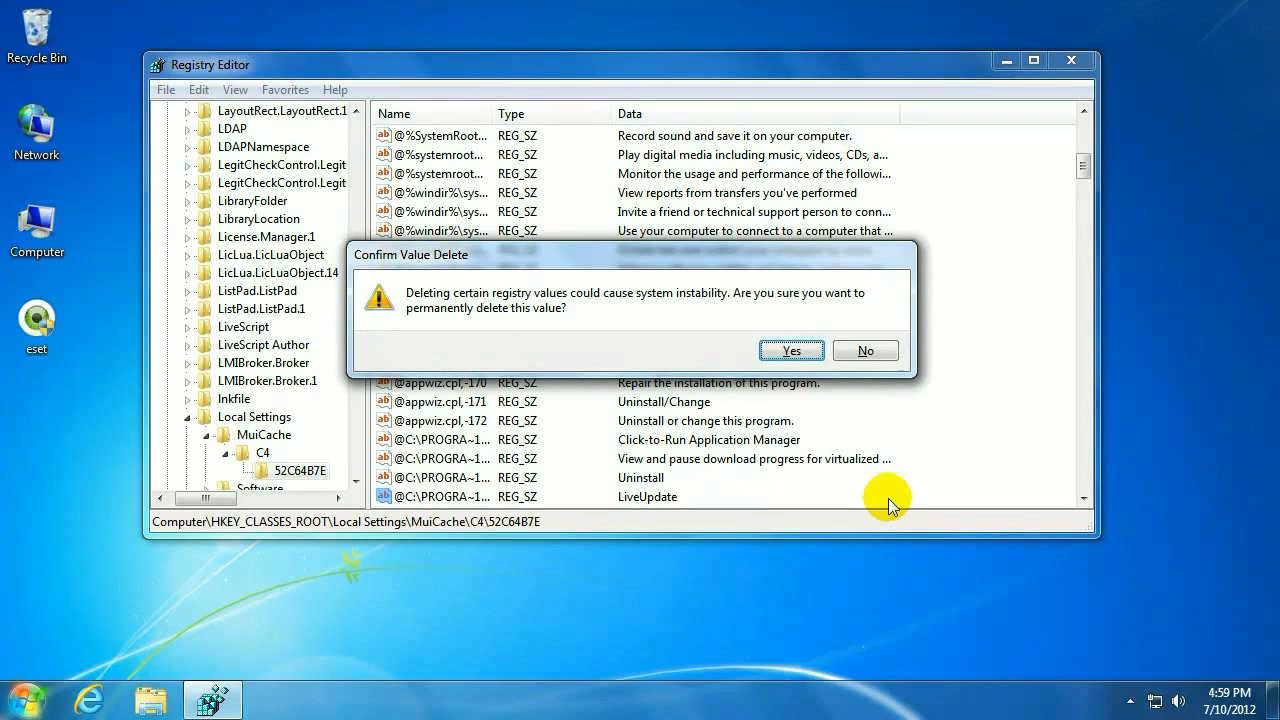 Recycle Bin
Network
Computer
eset
Registry Editor
File Edit View Favorites Help
LayoutRect.LayoutRect.1
LDAP
LDAPNamespace
LegitCheckControl.Legit
LegitCheckControl.Legit
LibraryFolder
LibraryLocation
License.Manager.1
LicLua.LicLuaObject
LicLua.LicLuaObject.14
ListPad.ListPad
ListPad.ListPad.1
LiveScript
LiveScript Author
LMIBroker.Broker
LMIBroker.Broker.1
lnkfile
Local Settings
MuiCache
C4
52C64B7E
Software
Name Type Data
@%SystemRoot... REG_SZ Record sound and save it on your computer.
@%systemroot... REG_SZ Play digital media including music, videos, CDs, a...
@%systemroot... REG_SZ Monitor the usage and performance of the followi...
@%windir%\sys... REG_SZ View reports from transfers you've performed
@%windir%\sys... REG_SZ Invite a friend or technical support person to conn...
@%windir%\sys... REG_SZ Use your computer to connect to a computer that ...
Confirm Value Delete
Deleting certain registry values could cause system instability. Are you sure you want to
permanently delete this value?
Yes No
@appwiz.cpl,-170 REG_SZ Repair the installation of this program.
@appwiz.cpl,-171 REG_SZ Uninstall/Change
@appwiz.cpl,-172 REG_SZ Uninstall or change this program.
@C:\PROGRA~1... REG_SZ Click-to-Run Application Manager
@C:\PROGRA~1... REG_SZ View and pause download progress for virtualized ...
@C:\PROGRA~1... REG_SZ Uninstall
@C:\PROGRA~1... REG_SZ LiveUpdate
Computer\HKEY_CLASSES_ROOT\Local Settings\MuiCache\C4\52C64B7E
4:59 PM
7/10/2012